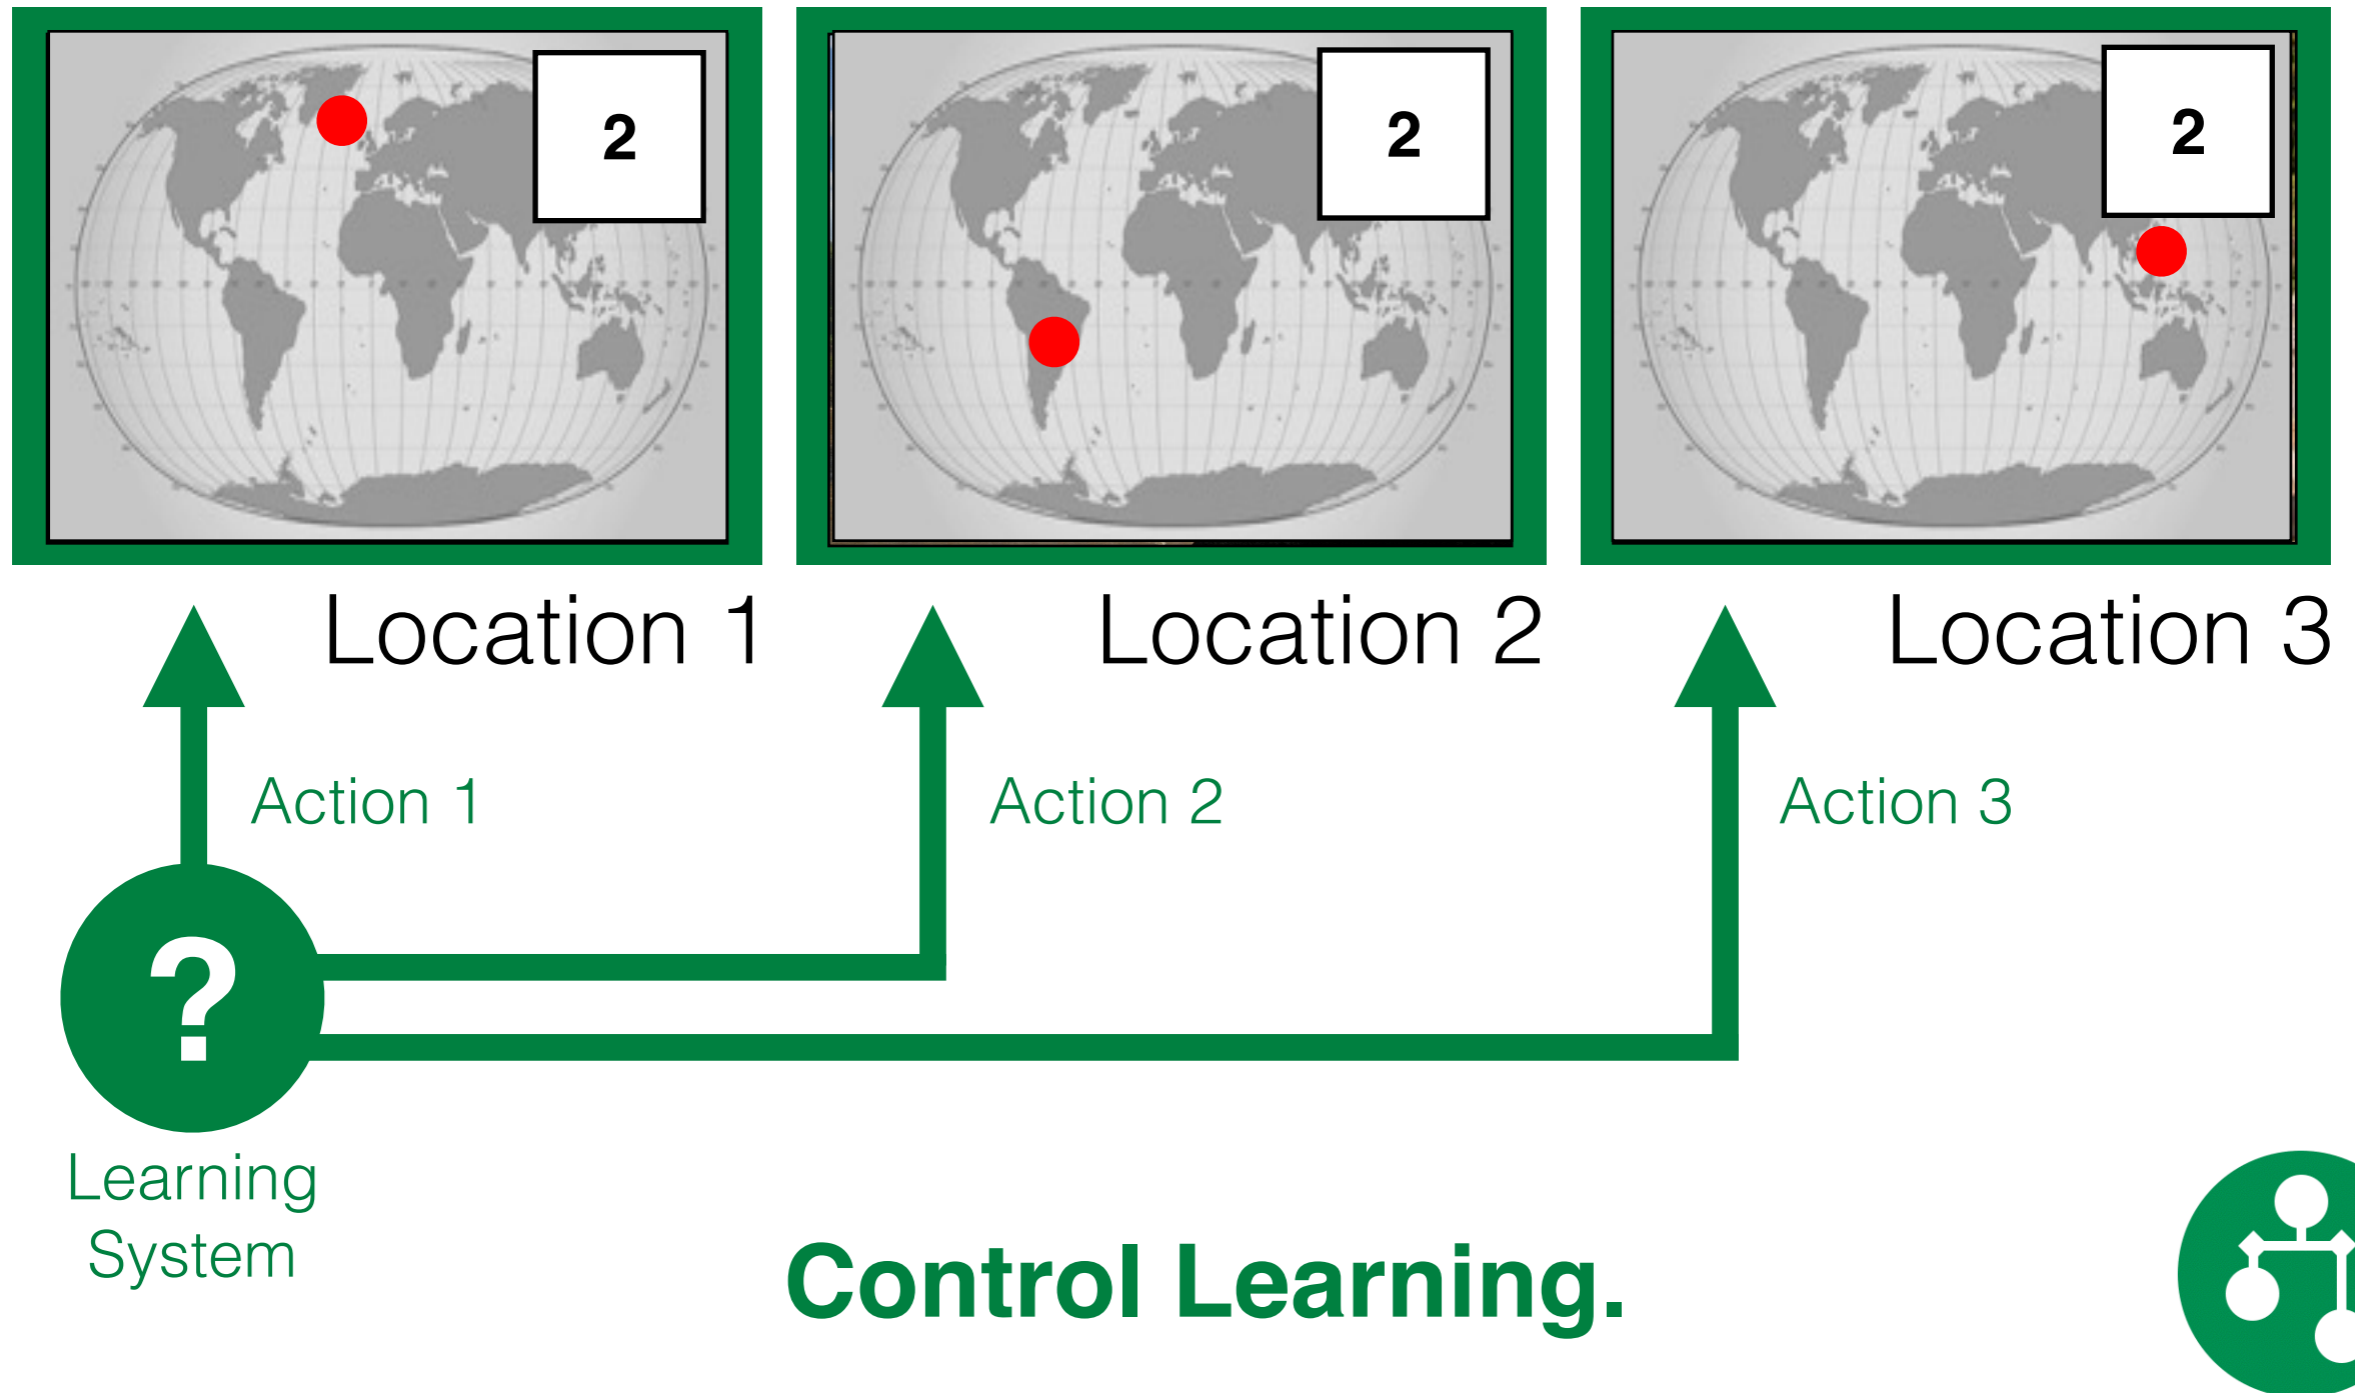 2
2
2
Location 1
Location 2
Location 3
Action 1
Action 2
Action 3
?
Learning
System
Control Learning.